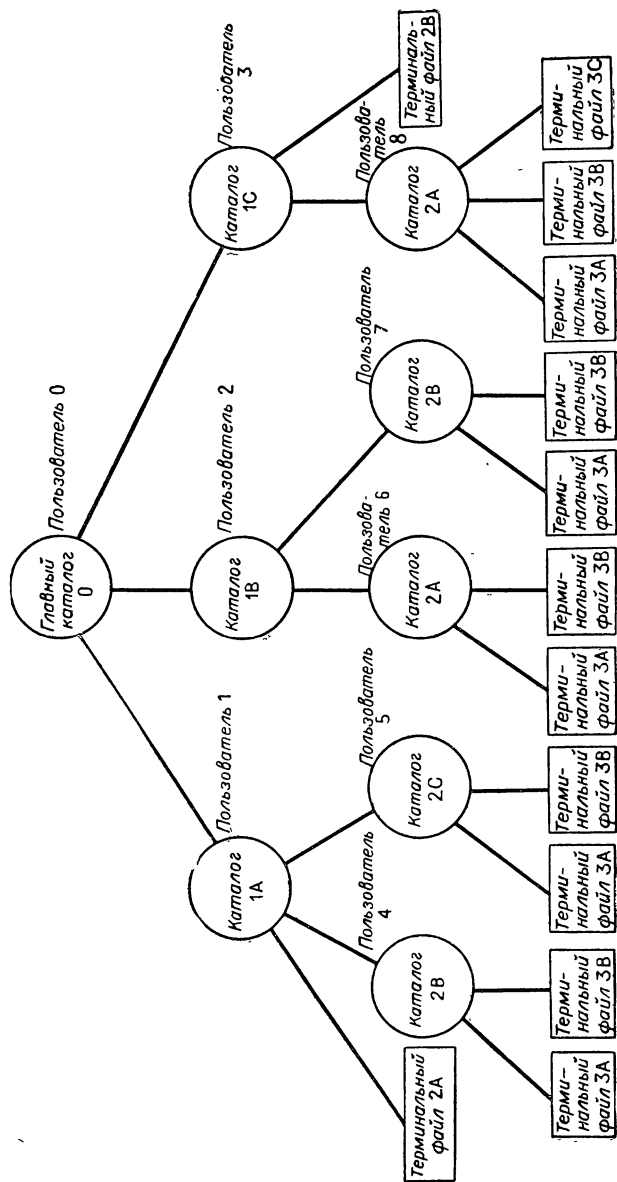 Главный
каталог
0
Пользователь 0
Каталог
1A
Пользователь 1
Каталог
1B
Пользователь 2
Каталог
1C
Пользователь
3
Терминальный
файл 2A
Каталог
2B
Пользователь
4
Каталог
2C
Пользователь
5
Каталог
2A
Пользова-
тель 6
Каталог
2B
Пользователь
7
Каталог
2A
Пользова-
тель
8
Терминаль-
ный файл 2B
Терми-
нальный
файл 3A
Терми-
нальный
файл 3B
Терми-
нальный
файл 3A
Терми-
нальный
файл 3B
Терми-
нальный
файл 3A
Терми-
нальный
файл 3B
Терми-
нальный
файл 3A
Терми-
нальный
файл 3B
Терми-
нальный
файл 3A
Терми-
нальный
файл 3B
Терми-
нальный
файл 3C